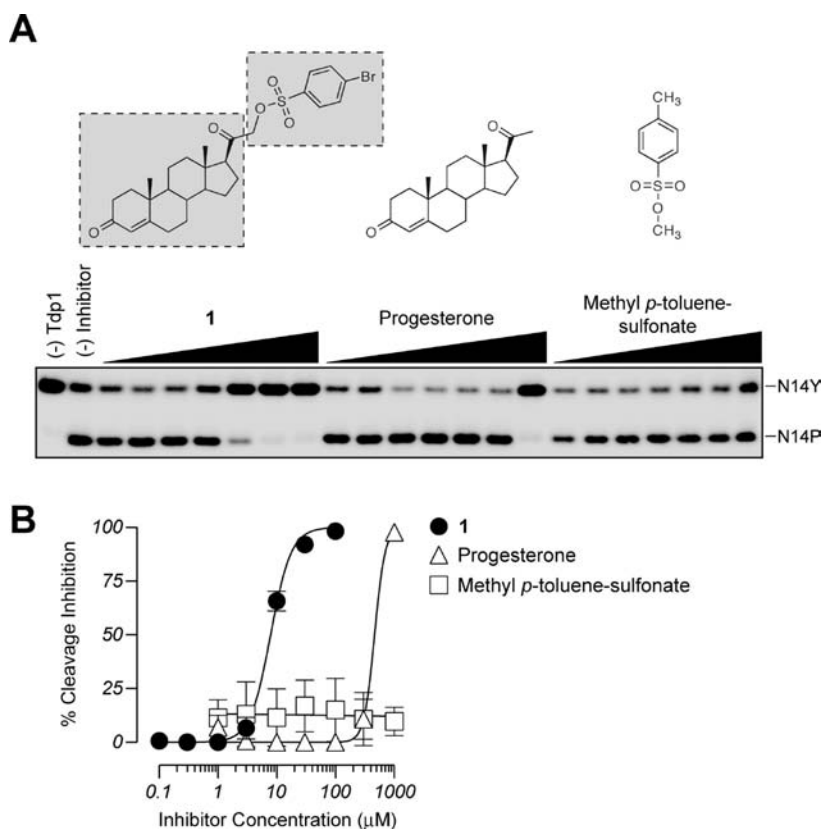 A
Br
O
O
S
O
O
O
O
O
CH₃
O=S=O
O
CH₃
(-) Tdp1
(-) Inhibitor
1
Progesterone
Methyl p-toluene-
sulfonate
N14Y
N14P
B
100
75
50
25
0
% Cleavage Inhibition
0.1 1 10 100 1000
Inhibitor Concentration (μM)
1
Progesterone
Methyl p-toluene-sulfonate